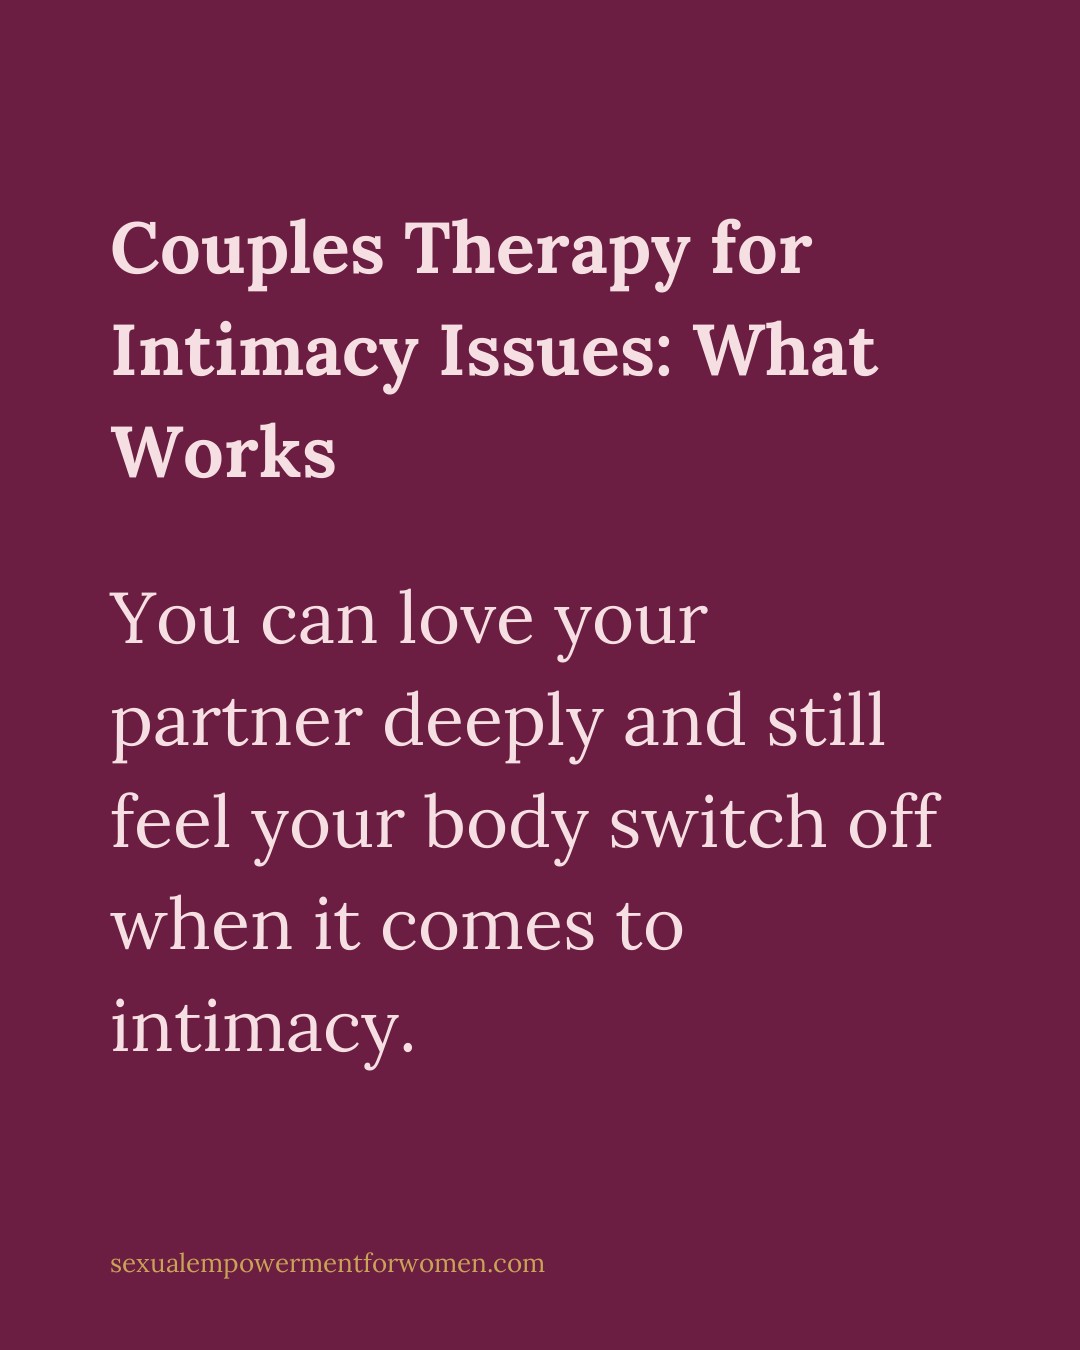 Couples Therapy for
Intimacy Issues: What
Works
You can love your
partner deeply and still
feel your body switch off
when it comes to
intimacy.
sexualempowermentforwomen.com